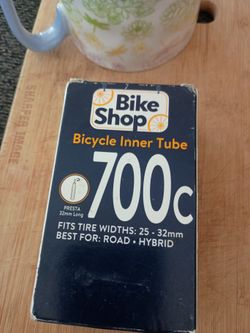 Bike
Shop
Bicycle Inner Tube
700c
PRESTA
32mm Long
FITS TIRE WIDTHS: 25 - 32mm
BEST FOR: ROAD • HYBRID